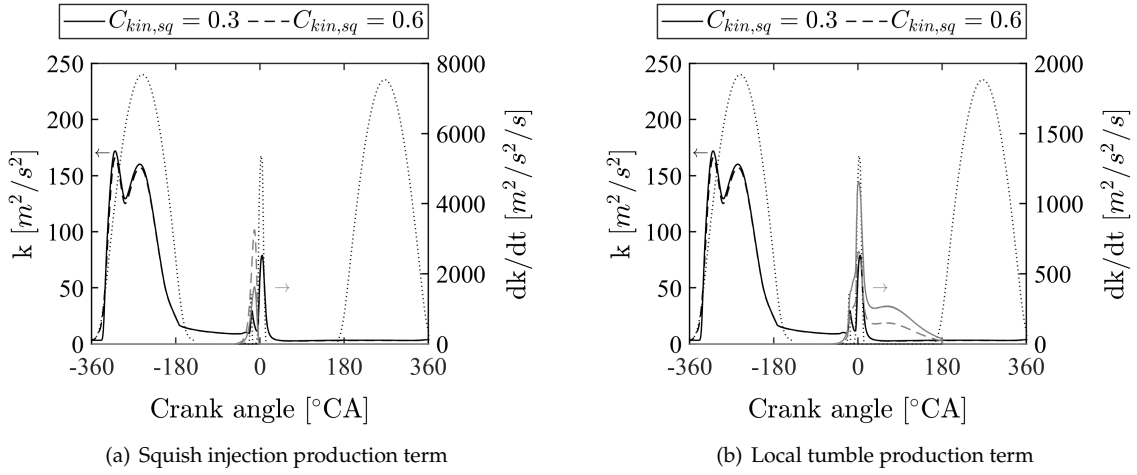 C_{kin,sq} = 0.3 C_{kin,sq} = 0.6
250
200
150
100
50
0
k [m^2/s^2]
8000
6000
4000
2000
0
dk/dt [m^2/s^2/s]
-360 -180 0 180 360
Crank angle [°CA]
(a) Squish injection production term
C_{kin,sq} = 0.3 C_{kin,sq} = 0.6
250
200
150
100
50
0
k [m^2/s^2]
2000
1500
1000
500
0
dk/dt [m^2/s^2/s]
-360 -180 0 180 360
Crank angle [°CA]
(b) Local tumble production term